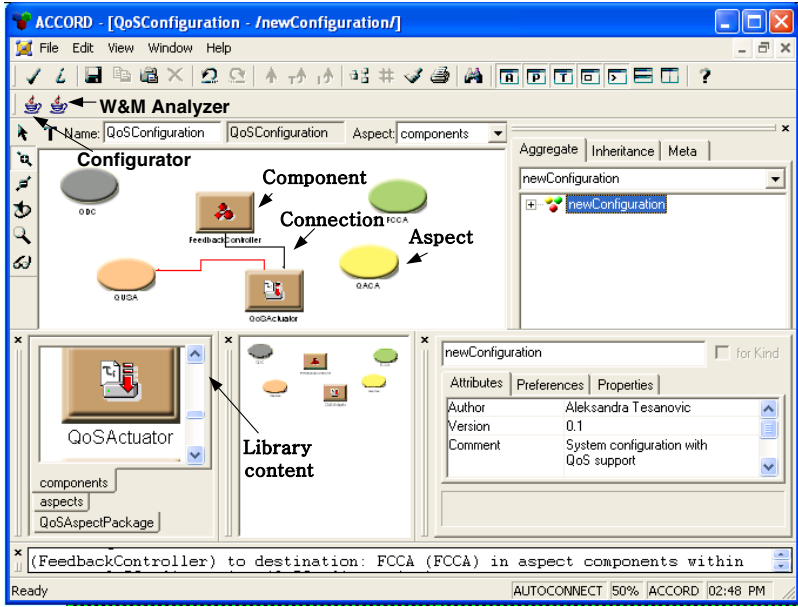 ACCORD - [QoSConfiguration - /newConfiguration/]
File Edit View Window Help
W&M Analyzer
Name: QoSConfiguration QoSConfiguration Aspect: components
Configurator
Aggregate Inheritance Meta
newConfiguration
newConfiguration
Component
ODC
FCCA
Connection
FeedbackController
Aspect
QUSA
QACA
QoSActuator
QoSActuator
Library
content
components
aspects
QoSAspectPackage
newConfiguration for Kind
Attributes Preferences Properties
Author Aleksandra Tesanovic
Version 0.1
Comment System configuration with
QoS support
(FeedbackController) to destination: FCCA (FCCA) in aspect components within
Ready AUTOCONNECT 50% ACCORD 02:48 PM